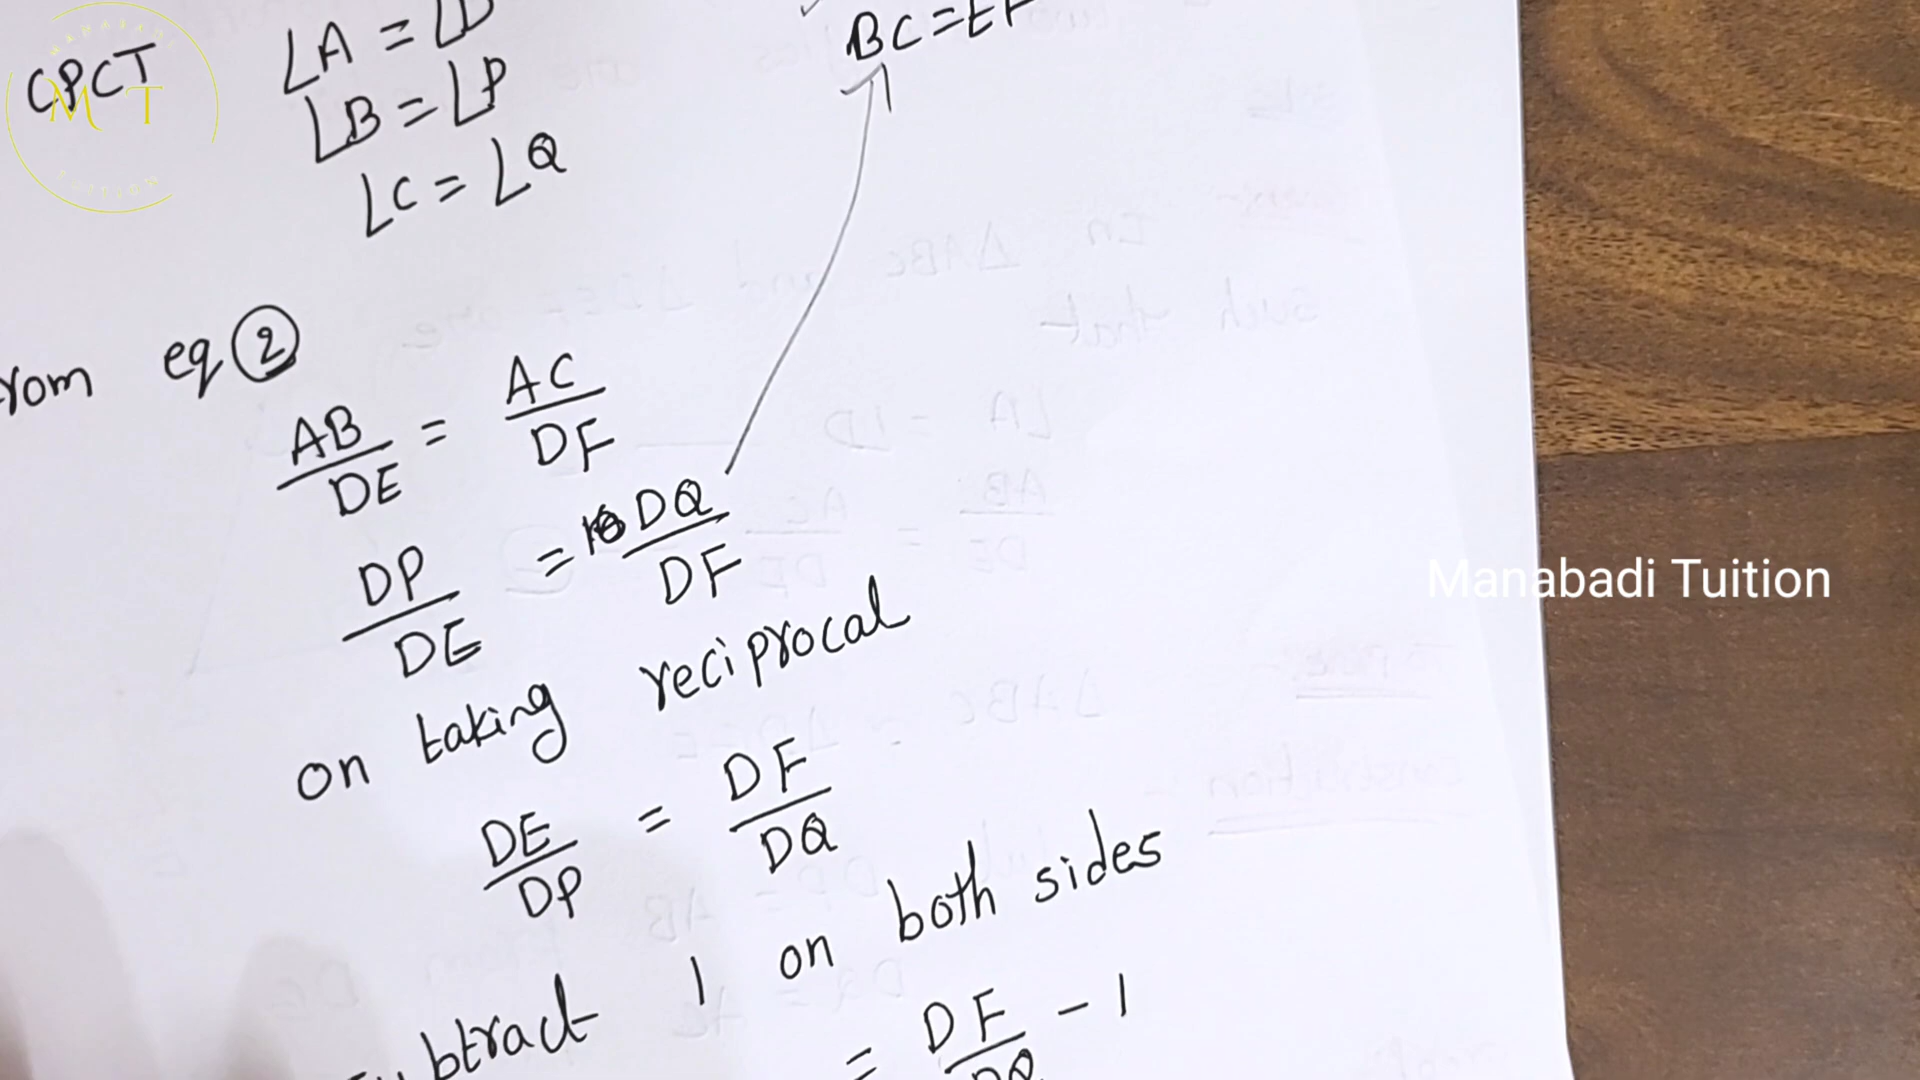 CPCT ∠A = ∠D
∠B = ∠P
∠C = ∠Q
BC = EF
M T
from eq ②
AB/DE = AC/DF
DP/DE = DQ/DF
on taking reciprocal
DE/DP = DF/DQ
subtract 1 on both sides
= DF/DQ - 1
Manabadi Tuition